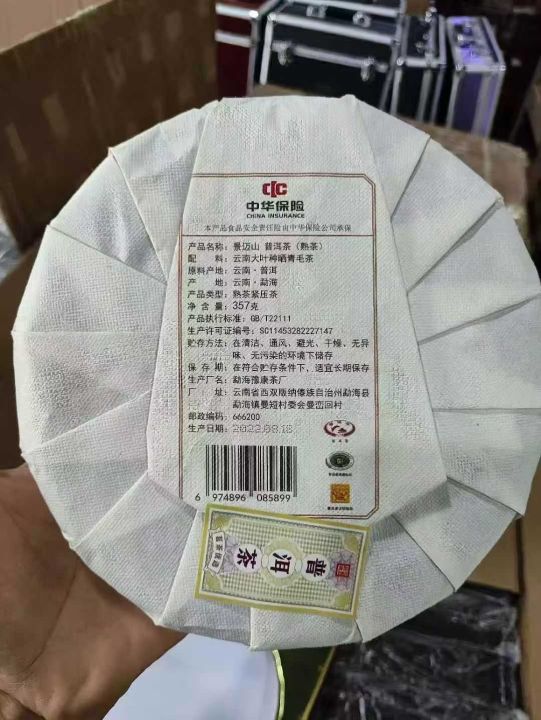 中华保险
CHINA INSURANCE
本产品食品安全责任险由中华保险公司承保
产品名称：景迈山 普洱茶（熟茶）
配 料：云南大叶种晒青毛茶
原料产地：云南·普洱
产 地：云南·勐海
产品类型：熟茶紧压茶
净 含 量：357克
产品执行标准：GB/T22111
生产许可证编号：SC11453282227147
贮存方法：在清洁、通风、避光、干燥、无异
味、无污染的环境下储存
保 存 期：在符合贮存条件下，适宜长期保存
生产厂名：勐海豫康茶厂
厂 址：云南省西双版纳傣族自治州勐海县
勐海镇曼短村委会曼峦回村
邮政编码：666200
生产日期：2022.08.18
6 974896 085899
普洱茶